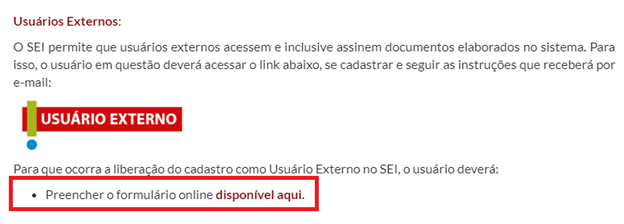 Usuários Externos:
O SEI permite que usuários externos acessem e inclusive assinem documentos elaborados no sistema. Para
isso, o usuário em questão deverá acessar o link abaixo, se cadastrar e seguir as instruções que receberá por
e-mail:
USUÁRIO EXTERNO
Para que ocorra a liberação do cadastro como Usuário Externo no SEI, o usuário deverá:
• Preencher o formulário online disponível aqui.